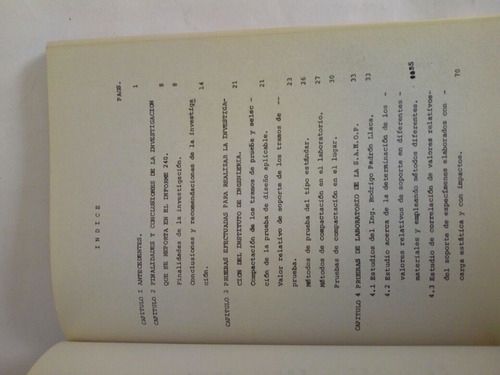 I N D I C E
PAGS.
CAPITULO 1 ANTECEDENTES. 1
CAPITULO 2 FINALIDADES Y CONCLUSIONES DE LA INVESTIGACION
QUE SE REPORTA EN EL INFORME 240. 8
Finalidades de la investigación. 8
Conclusiones y recomendaciones de la investiga
ción. 14
CAPITULO 3 PRUEBAS EFECTUADAS PARA REALIZAR LA INVESTIGA-
CION DEL INSTITUTO DE INGENIERIA. 21
Compactación de los tramos de prueba y selec -
ción de la prueba de diseño aplicable. 21
Valor relativo de soporte de los tramos de --
prueba. 23
Métodos de prueba del tipo estándar. 26
Métodos de compactación en el laboratorio. 27
Pruebas de compactación en el lugar. 30
CAPITULO 4 PRUEBAS DE LABORATORIO DE LA S.A.H.O.P. 33
4.1 Estudios del Ing. Rodrigo Padrón Llaca. 33
4.2 Estudio acerca de la determinación de los -
valores relativos de soporte en diferentes -
materiales y empleando métodos diferentes. 55
4.3 Estudio de correlación de valores relativos-
del soporte de especímenes elaborados con -
carga estática y con impactos. 70